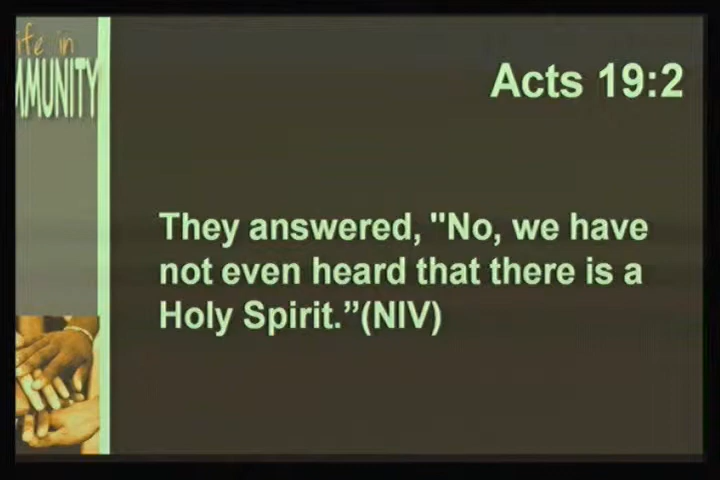 ife in
MMUNITY
Acts 19:2
They answered, "No, we have
not even heard that there is a
Holy Spirit.”(NIV)